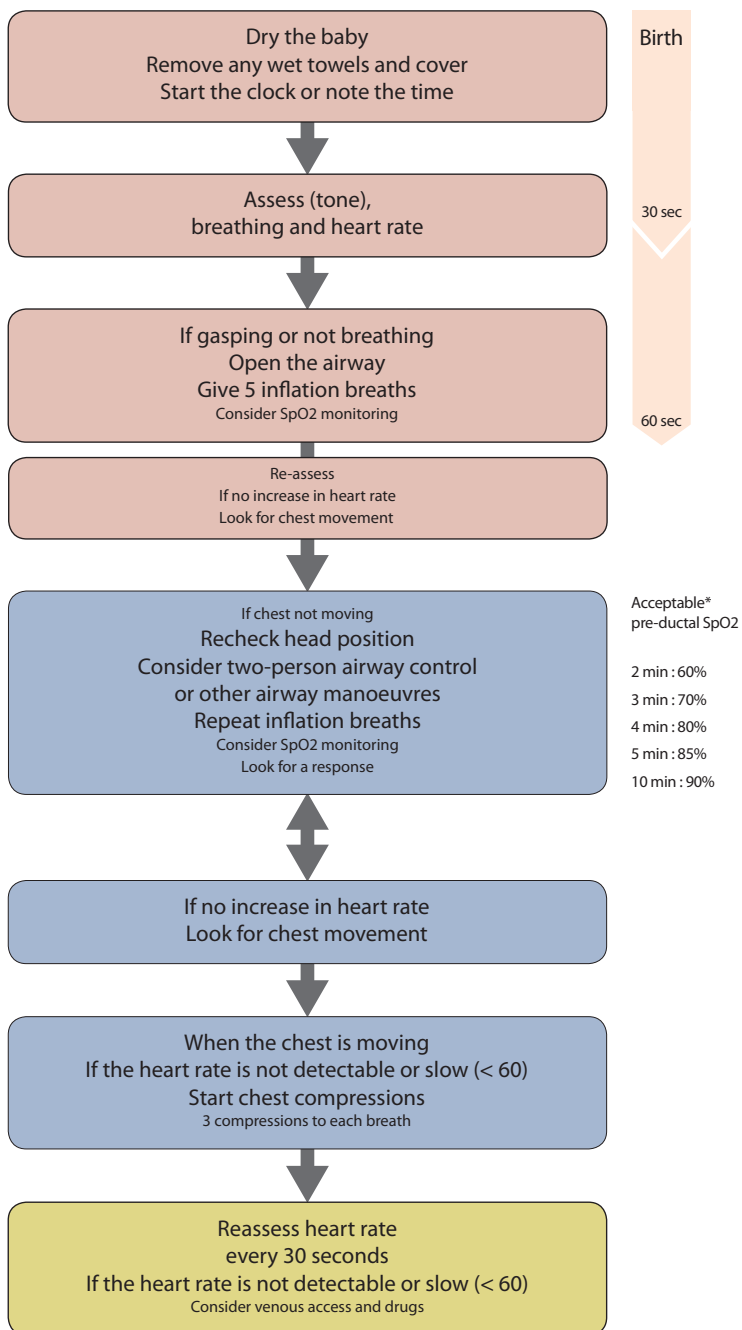 Dry the baby
Remove any wet towels and cover
Start the clock or note the time
Birth
Assess (tone),
breathing and heart rate
30 sec
If gasping or not breathing
Open the airway
Give 5 inflation breaths
Consider SpO2 monitoring
60 sec
Re-assess
If no increase in heart rate
Look for chest movement
If chest not moving
Recheck head position
Consider two-person airway control
or other airway manoeuvres
Repeat inflation breaths
Consider SpO2 monitoring
Look for a response
Acceptable*
pre-ductal SpO2
2 min : 60%
3 min : 70%
4 min : 80%
5 min : 85%
10 min : 90%
If no increase in heart rate
Look for chest movement
When the chest is moving
If the heart rate is not detectable or slow (< 60)
Start chest compressions
3 compressions to each breath
Reassess heart rate
every 30 seconds
If the heart rate is not detectable or slow (< 60)
Consider venous access and drugs